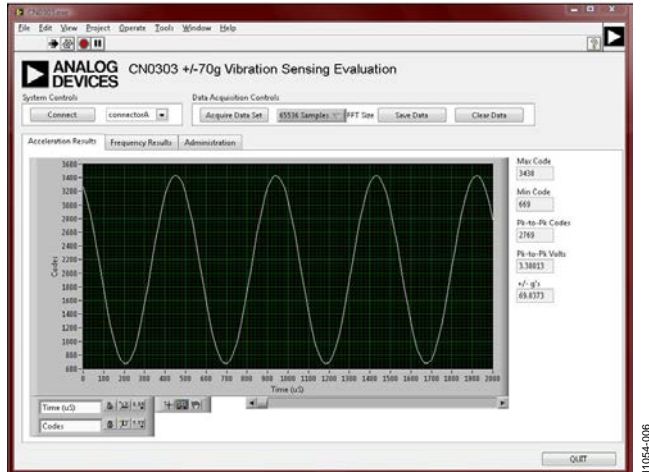 File Edit View Project Operate Tools Window Help
ANALOG DEVICES
CN0303 +/-70g Vibration Sensing Evaluation
System Controls
Connect
connectorA
Data Acquisition Controls
Acquire Data Set
65536 Samples
FFT Size
Save Data
Clear Data
Acceleration Results
Frequency Results
Administration
3600
3400
3200
3000
2800
2600
2400
2200
2000
1800
1600
1400
1200
1000
800
600
Codes
0 100 200 300 400 500 600 700 800 900 1000 1100 1200 1300 1400 1500 1600 1700 1800 1900 2000
Time (uS)
Max Code
3438
Min Code
669
Pk-to-Pk Codes
2769
Pk-to-Pk Volts
3.38013
+/- g's
69.8373
Time (uS)
Codes
QUIT
11054-006